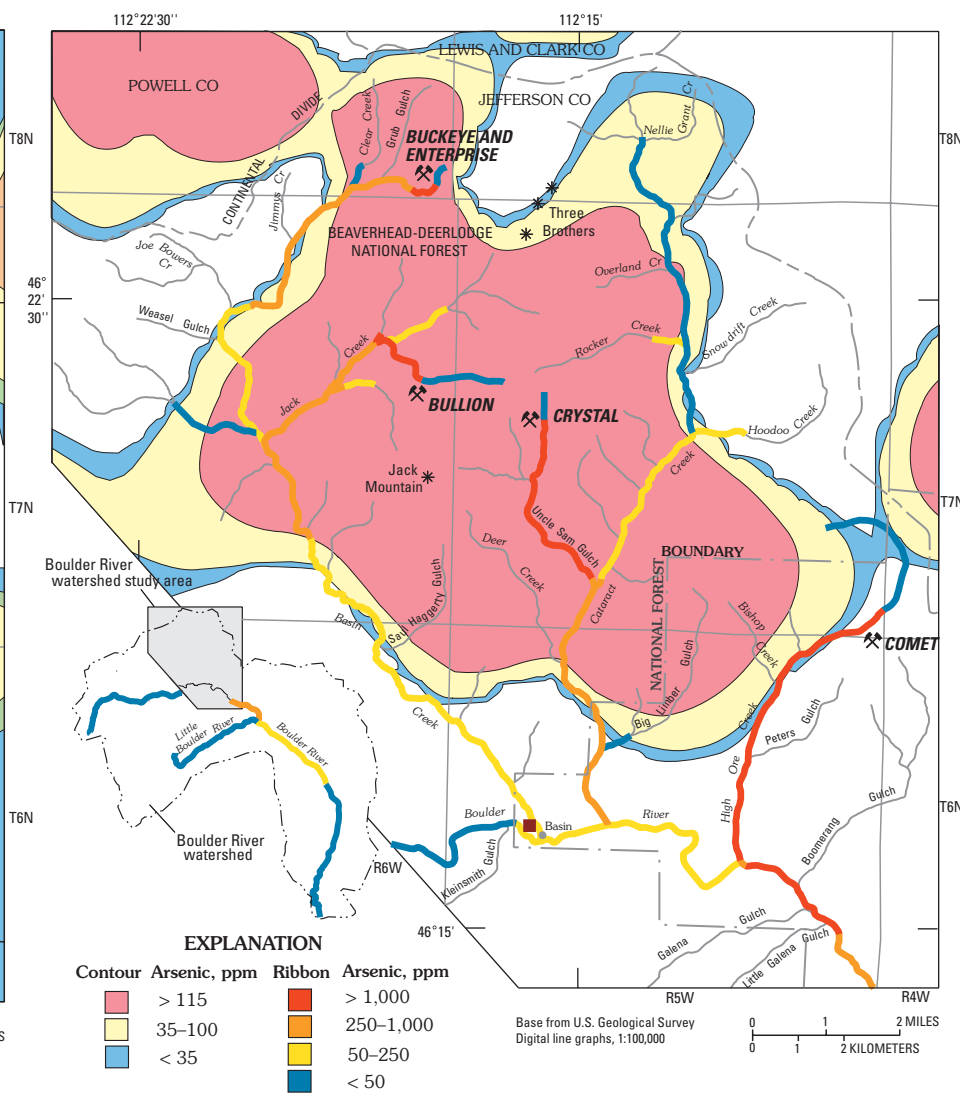 112°22'30''
112°15'
LEWIS AND CLARK CO
POWELL CO
JEFFERSON CO
DIVIDE
CONTINENTAL
Clear Creek
Grub Gulch
Nellie
Grant Cr
T8N
T8N
BUCKEYE AND
ENTERPRISE
Jimmys Cr
Three
Brothers
BEAVERHEAD-DEERLODGE
NATIONAL FOREST
Joe Bowers
Cr
Overland Cr
46°
22'
30''
Weasel Gulch
Creek
Jack
Rocker Creek
Snowdrift Creek
BULLION
CRYSTAL
Hoodoo Creek
Creek
Jack
Mountain
T7N
T7N
Uncle Sam Gulch
Deer
Creek
BOUNDARY
NATIONAL FOREST
Boulder River
watershed study area
Cataract
Bishop
Creek
Basin
Saul Haggerty Gulch
COMET
Big Limber
Gulch
Creek
Little
Boulder River
Boulder River
Creek
Peters Gulch
Ore
High
Gulch
Boomerang
T6N
T6N
Boulder
Basin
River
Boulder River
watershed
R6W
Kleinsmith
Gulch
46°15'
Galena
Gulch
Little Galena Gulch
EXPLANATION
Contour Arsenic, ppm Ribbon Arsenic, ppm
> 115
> 1,000
35–100
250–1,000
< 35
50–250
< 50
R5W
R4W
Base from U.S. Geological Survey
Digital line graphs, 1:100,000
0 1 2 MILES
0 1 2 KILOMETERS
S